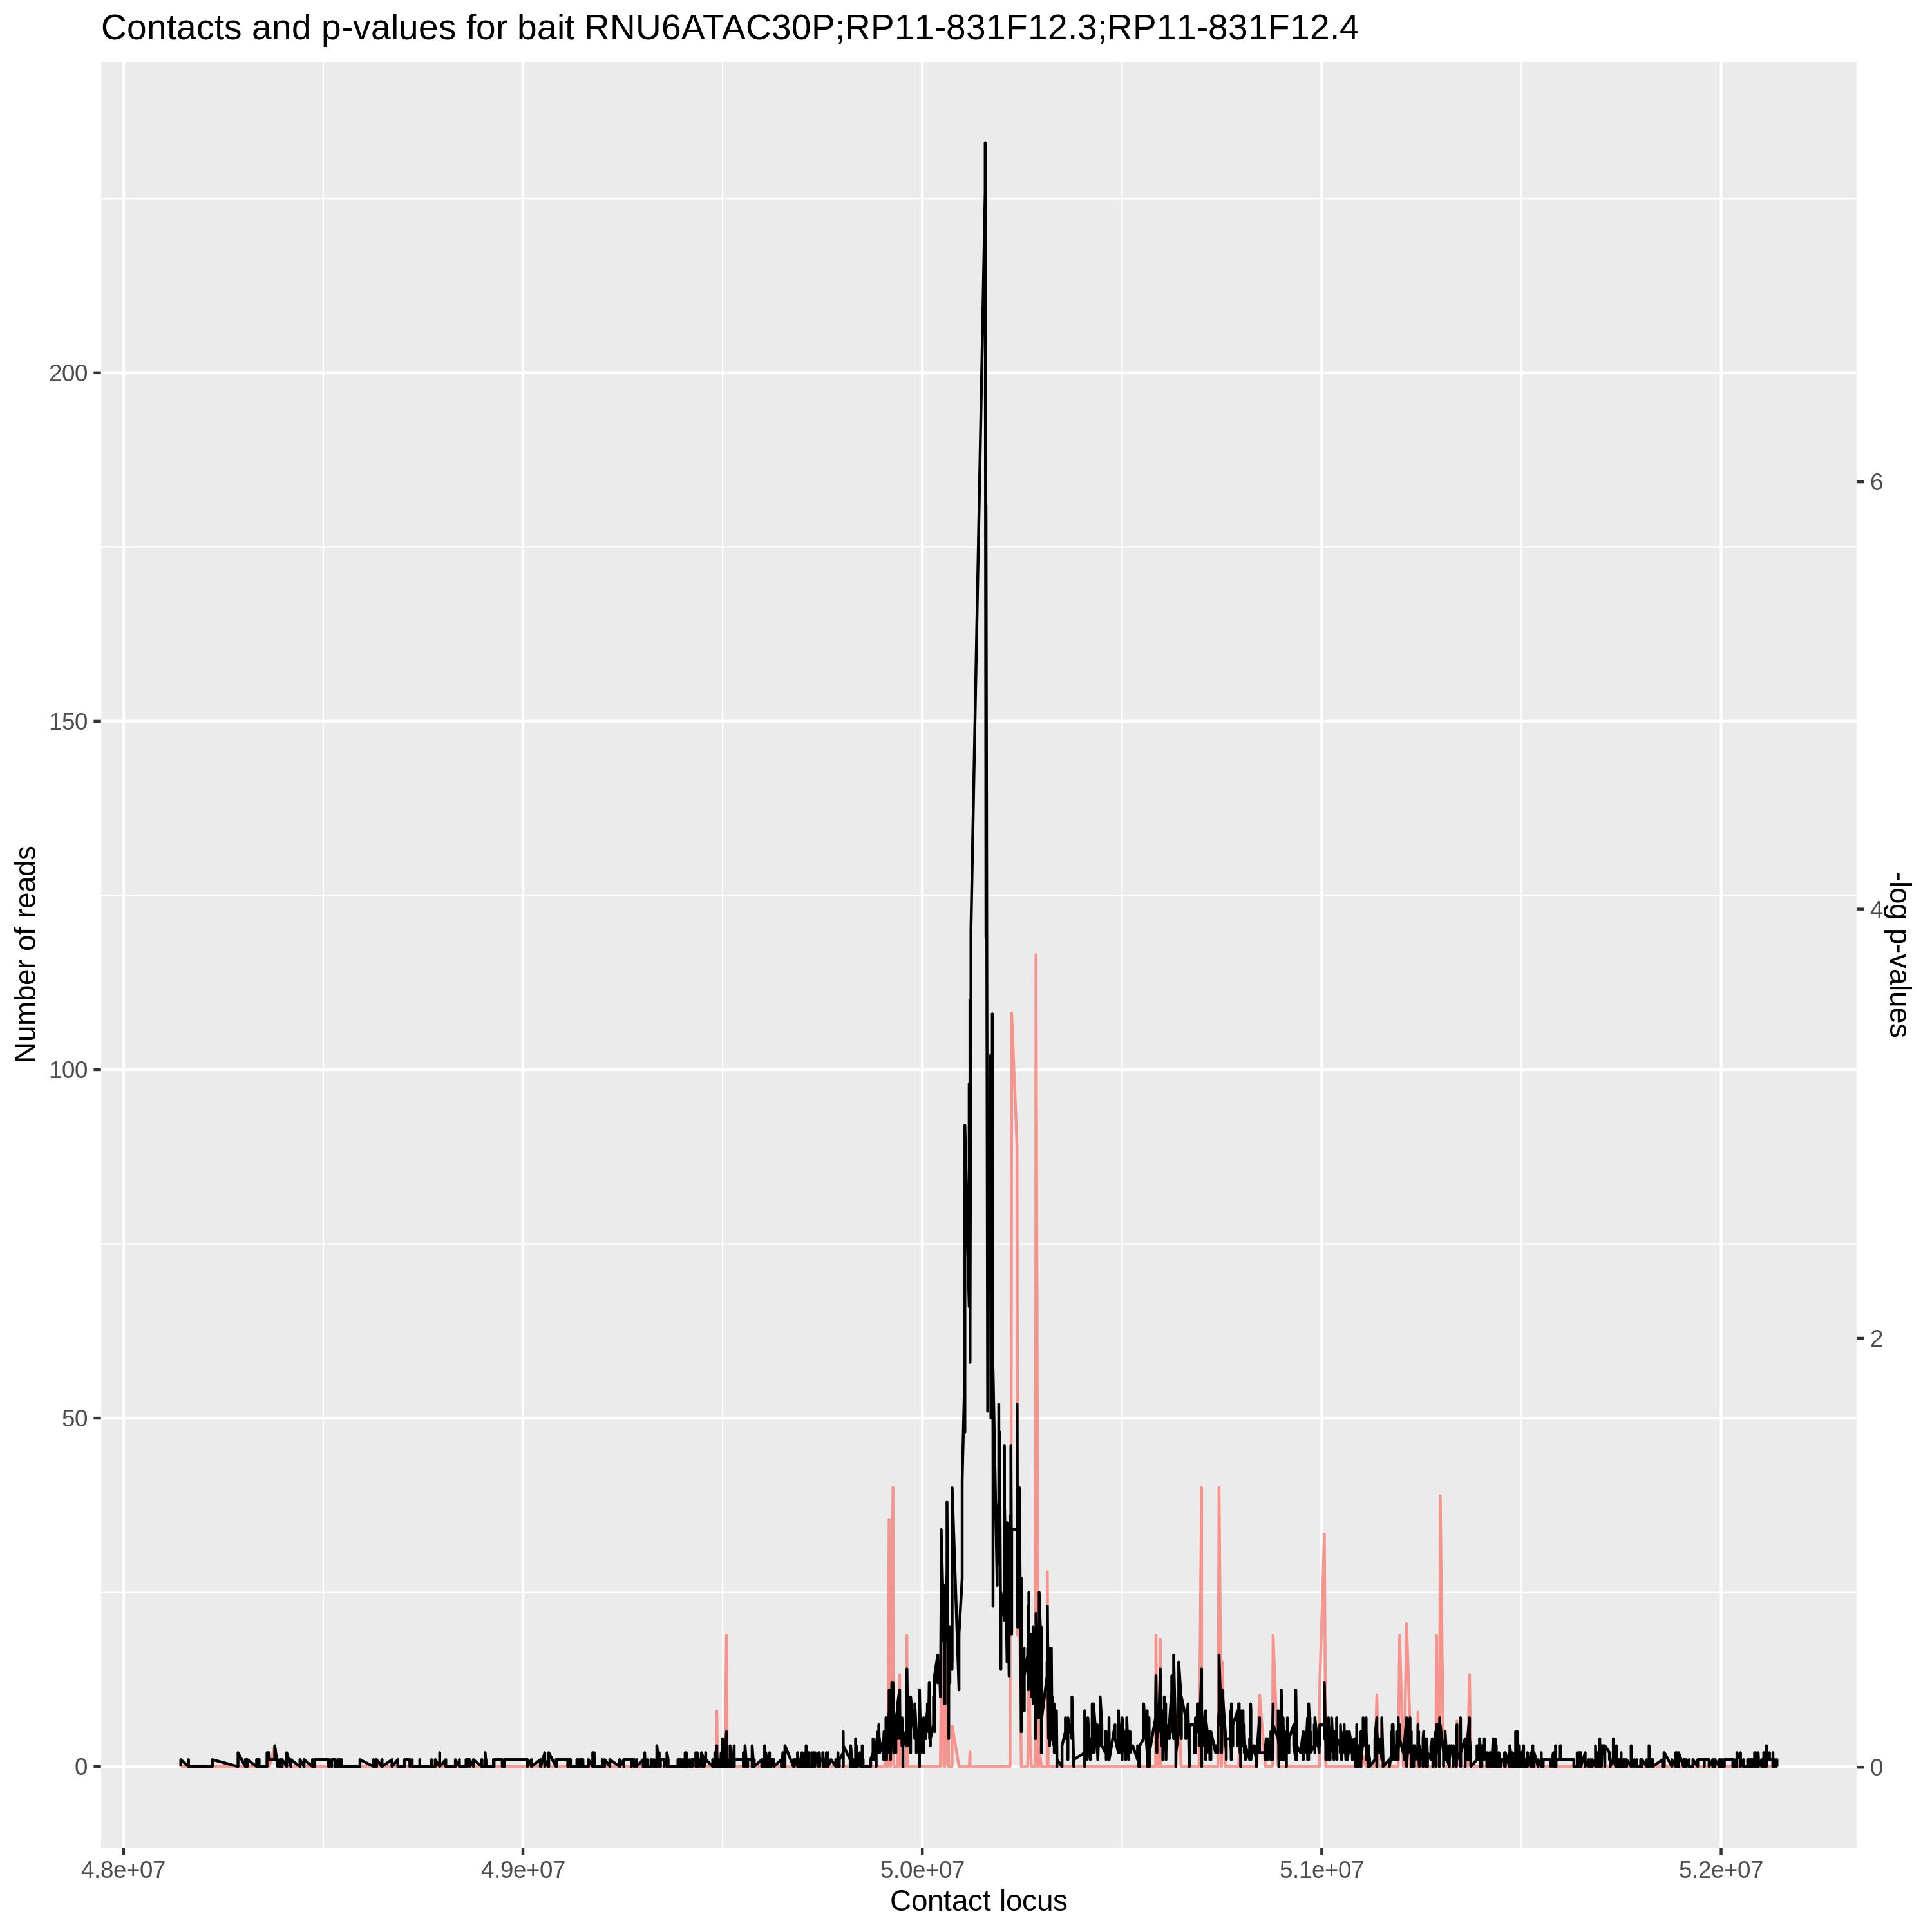 Contacts and p-values for bait RNU6ATAC30P;RP11-831F12.3;RP11-831F12.4
200
150
100
50
0
Number of reads
6
4
2
0
-log p-values
4.8e+07
4.9e+07
5.0e+07
5.1e+07
5.2e+07
Contact locus